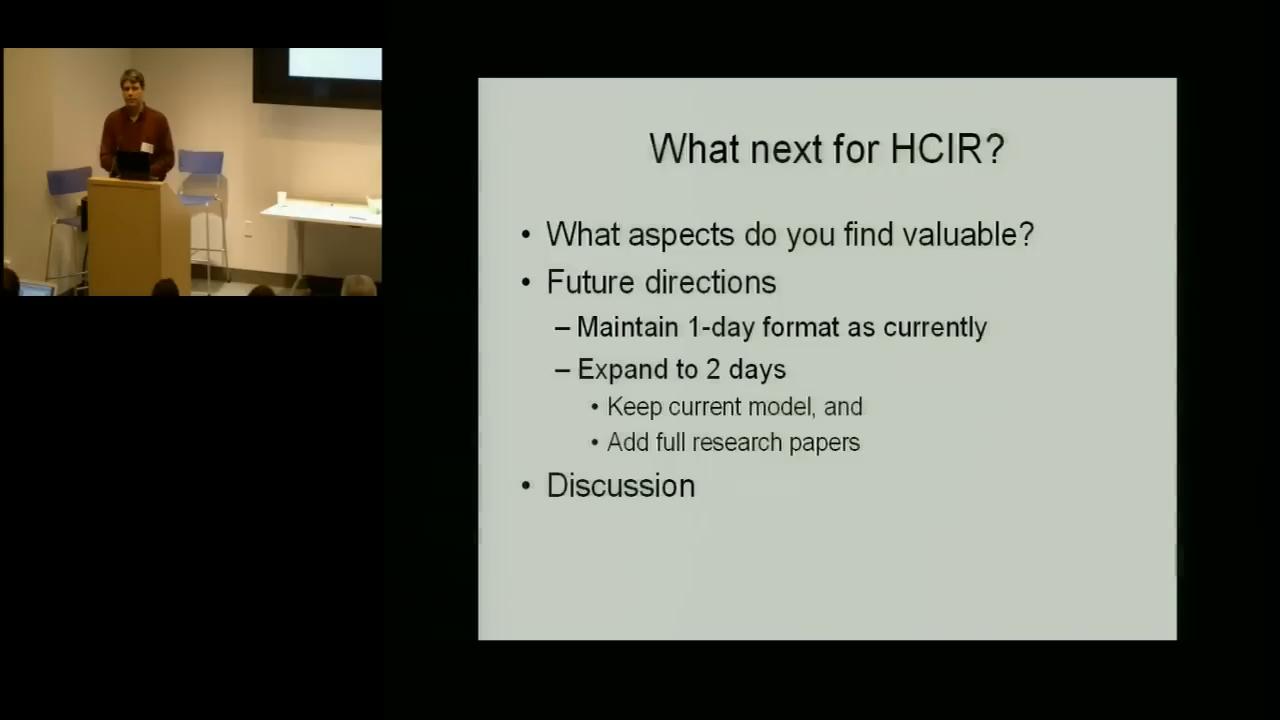 What next for HCIR?
• What aspects do you find valuable?
• Future directions
– Maintain 1-day format as currently
– Expand to 2 days
• Keep current model, and
• Add full research papers
• Discussion